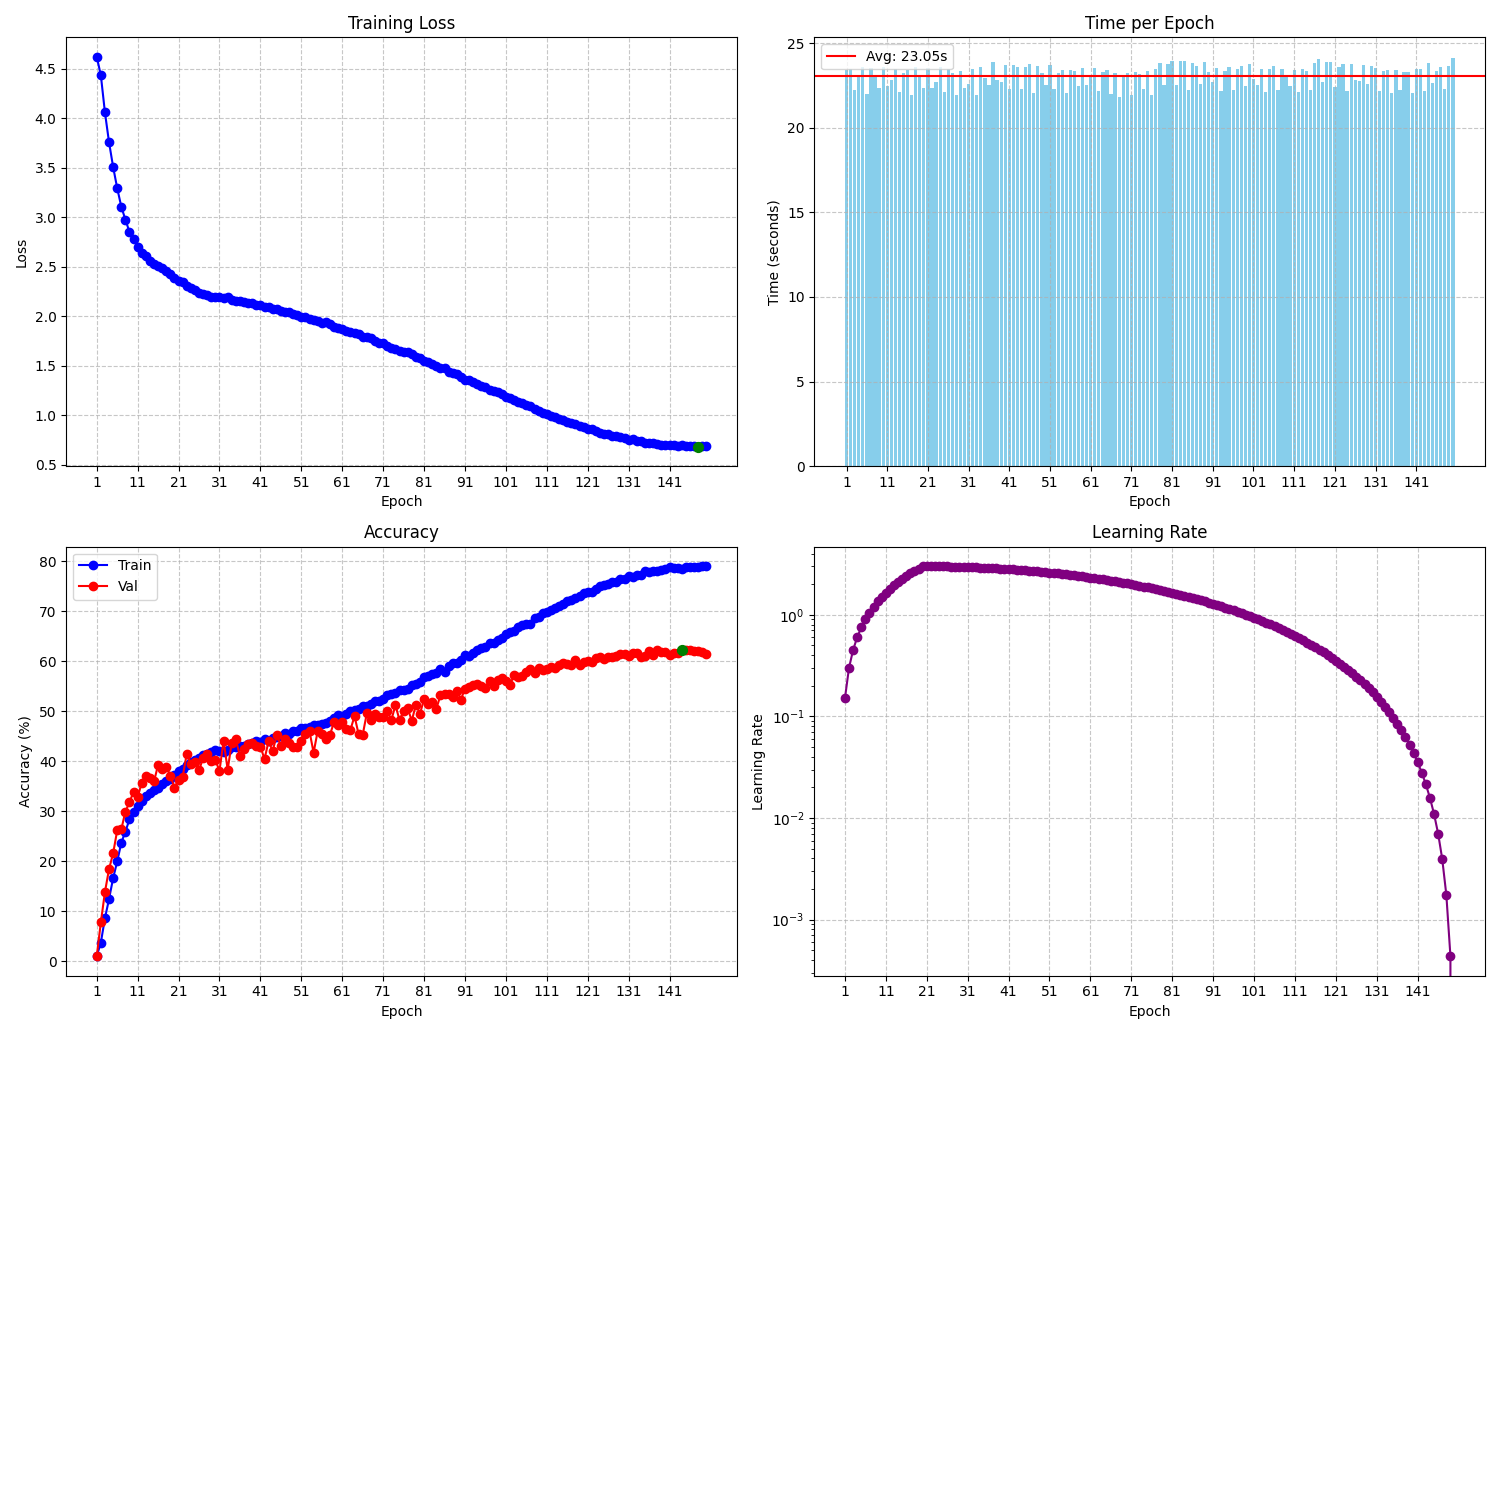 Training Loss
4.5
4.0
3.5
3.0
2.5
2.0
1.5
1.0
0.5
Loss
1 11 21 31 41 51 61 71 81 91 101 111 121 131 141
Epoch
Time per Epoch
Avg: 23.05s
25
20
15
10
5
0
Time (seconds)
1 11 21 31 41 51 61 71 81 91 101 111 121 131 141
Epoch
Accuracy
Train
Val
80
70
60
50
40
30
20
10
0
Accuracy (%)
1 11 21 31 41 51 61 71 81 91 101 111 121 131 141
Epoch
Learning Rate
10⁰
10⁻¹
10⁻²
10⁻³
Learning Rate
1 11 21 31 41 51 61 71 81 91 101 111 121 131 141
Epoch